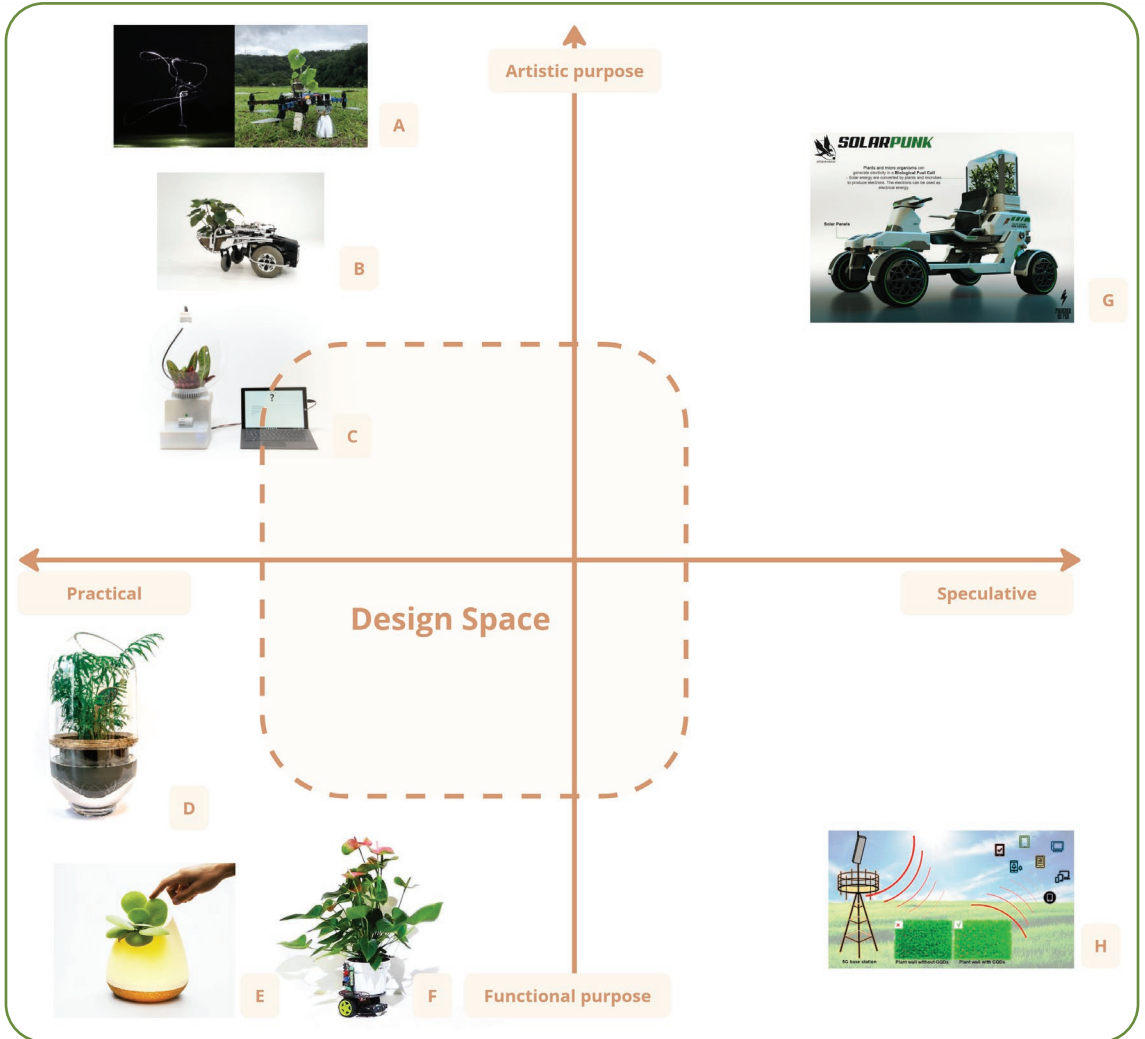 Artistic purpose
A
SOLARPUNK
Plants and micro organisms can
generate electricity in a Biological Fuel Cell
- Solar energy are converted by plants and microbes
to produce electrons. The electrons can be used as
electrical energy.
Solar Panels
B
G
?
C
Practical
Speculative
Design Space
D
5G base station
Plant wall without CQDs
Plant wall with CQDs
H
E
F
Functional purpose